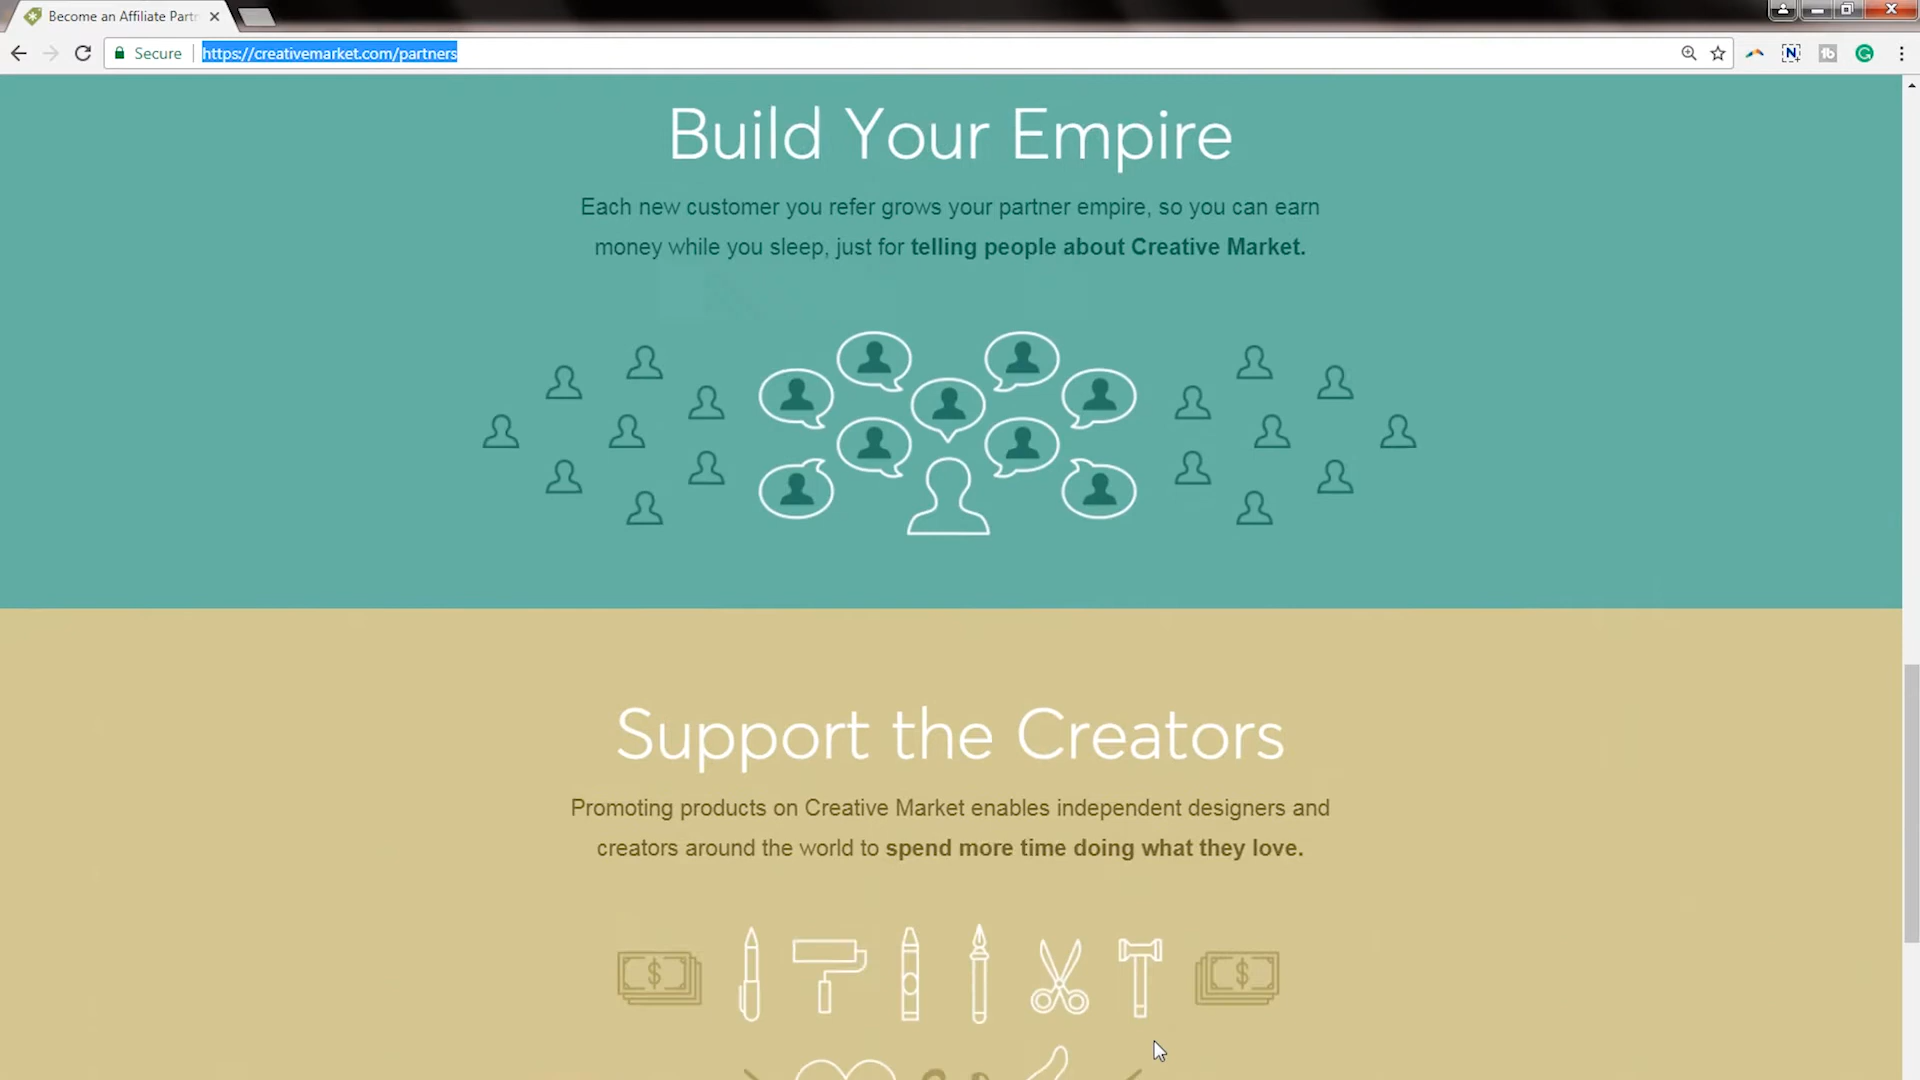 Become an Affiliate Partn
Secure
https://creativemarket.com/partners
N
tb
G
Build Your Empire
Each new customer you refer grows your partner empire, so you can earn
money while you sleep, just for telling people about Creative Market.
Support the Creators
Promoting products on Creative Market enables independent designers and
creators around the world to spend more time doing what they love.
$
$